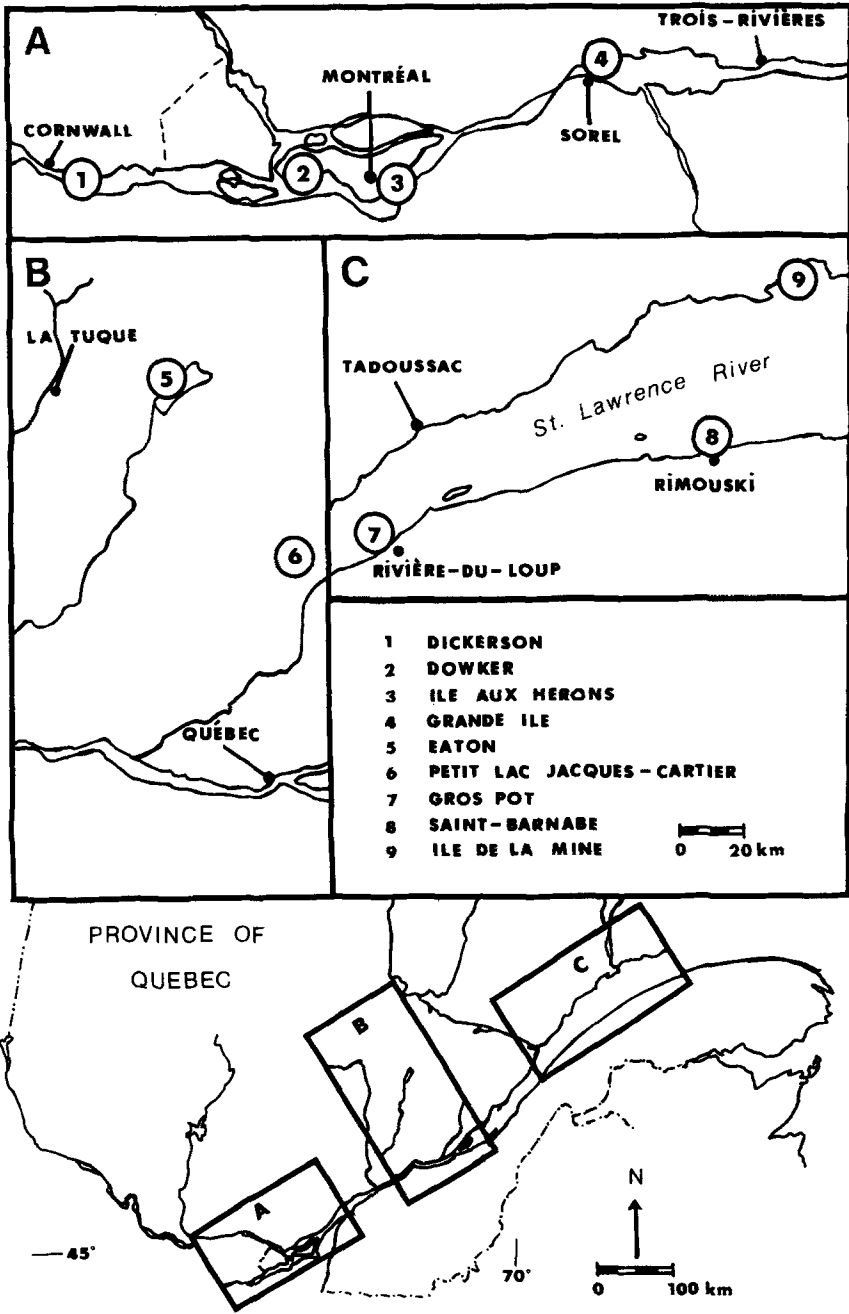 A
TROIS-RIVIÈRES
4
MONTRÉAL
CORNWALL
SOREL
1
2
3
B
C
9
LA TUQUE
TADOUSSAC
St. Lawrence River
5
8
RIMOUSKI
6
7
RIVIÈRE-DU-LOUP
1 DICKERSON
2 DOWKER
3 ILE AUX HERONS
4 GRANDE ILE
QUÉBEC
5 EATON
6 PETIT LAC JACQUES-CARTIER
7 GROS POT
8 SAINT-BARNABE
9 ILE DE LA MINE
0 20 km
PROVINCE OF
QUEBEC
C
B
A
N
45°
70°
0 100 km